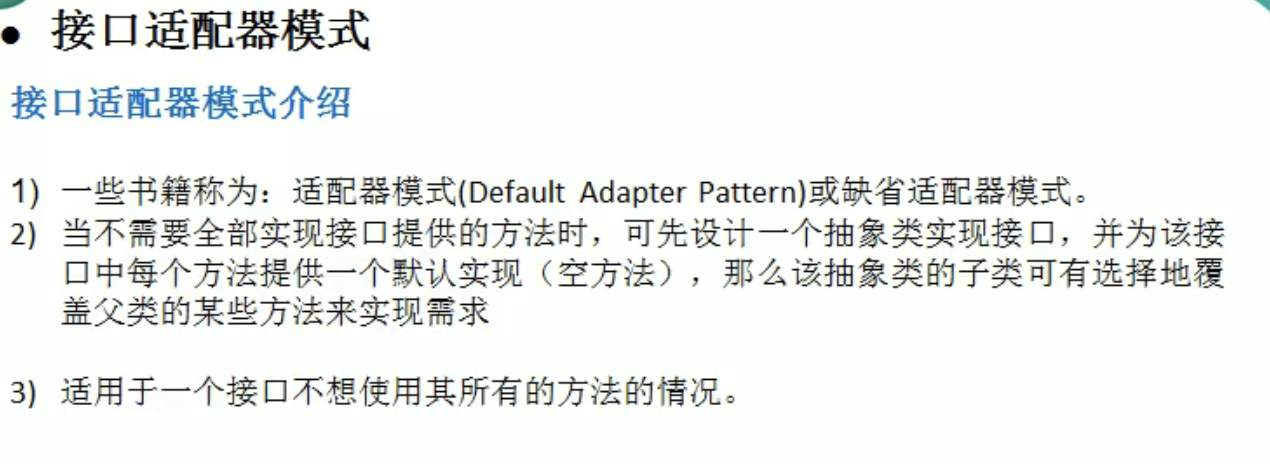 ● 接口适配器模式
接口适配器模式介绍
1) 一些书籍称为：适配器模式(Default Adapter Pattern)或缺省适配器模式。
2) 当不需要全部实现接口提供的方法时，可先设计一个抽象类实现接口，并为该接
口中每个方法提供一个默认实现（空方法），那么该抽象类的子类可有选择地覆
盖父类的某些方法来实现需求
3) 适用于一个接口不想使用其所有的方法的情况。